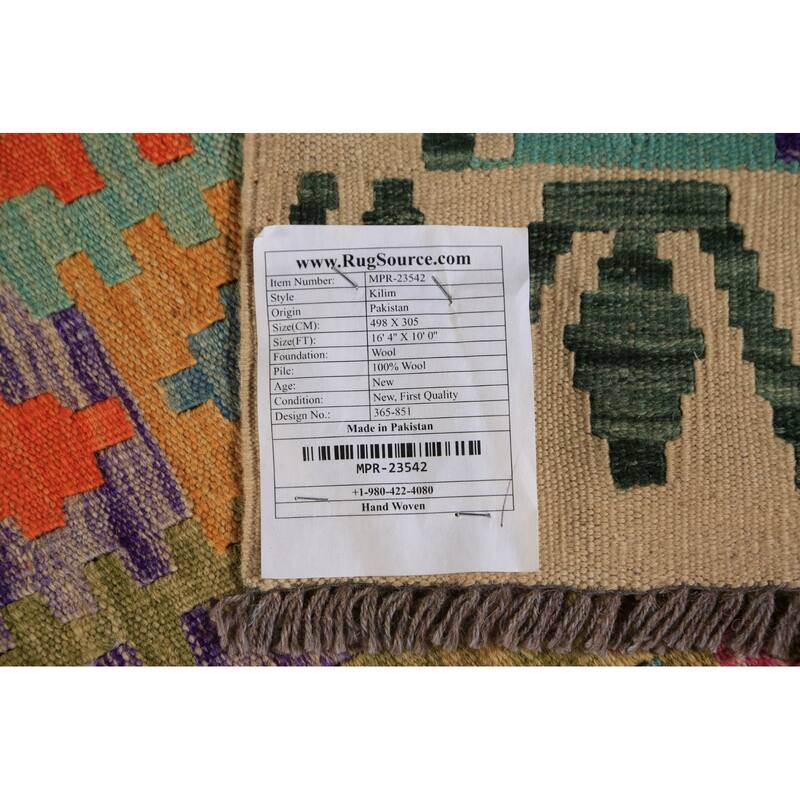 www.RugSource.com
Item Number: MPR-23542
Style Kilim
Origin Pakistan
Size(CM): 498 X 305
Size(FT): 16' 4" X 10' 0"
Foundation: Wool
Pile: 100% Wool
Age: New
Condition: New, First Quality
Design No.: 365-851
Made in Pakistan
MPR-23542
+1-980-422-4080
Hand Woven